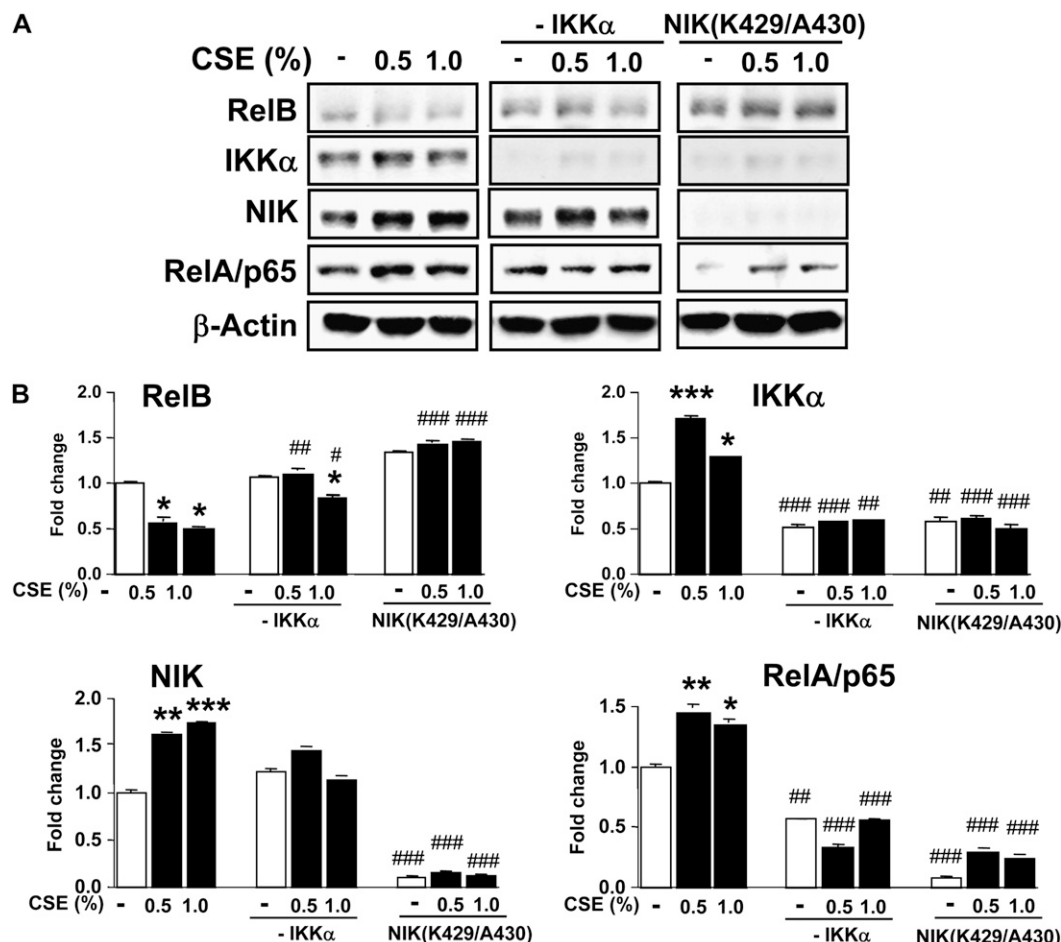 A
- IKKα NIK(K429/A430)
CSE (%) - 0.5 1.0 - 0.5 1.0 - 0.5 1.0
RelB
IKKα
NIK
RelA/p65
β-Actin
B
RelB
Fold change
2.0
1.5
1.0
0.5
0.0
* * ## # * ### ###
CSE (%) - 0.5 1.0 - 0.5 1.0 - 0.5 1.0
- IKKα NIK(K429/A430)
IKKα
Fold change
2.0
1.5
1.0
0.5
0.0
*** * ### ### ## ## ### ###
CSE (%) - 0.5 1.0 - 0.5 1.0 - 0.5 1.0
- IKKα NIK(K429/A430)
NIK
Fold change
2.0
1.5
1.0
0.5
0.0
** *** ### ### ###
CSE (%) - 0.5 1.0 - 0.5 1.0 - 0.5 1.0
- IKKα NIK(K429/A430)
RelA/p65
Fold change
1.5
1.0
0.5
0.0
** * ## ### ### ### ### ###
CSE (%) - 0.5 1.0 - 0.5 1.0 - 0.5 1.0
- IKKα NIK(K429/A430)